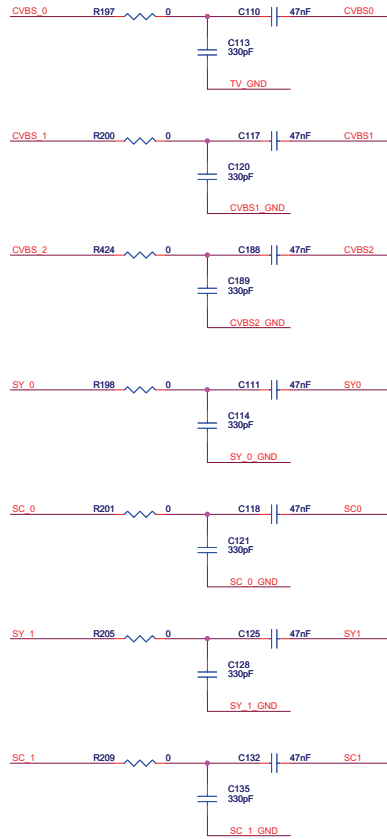 CVBS_0 R197 0 C110 47nF CVBS0
C113
330pF
TV_GND
CVBS_1 R200 0 C117 47nF CVBS1
C120
330pF
CVBS1_GND
CVBS_2 R424 0 C188 47nF CVBS2
C189
330pF
CVBS2_GND
SY_0 R198 0 C111 47nF SY0
C114
330pF
SY_0_GND
SC_0 R201 0 C118 47nF SC0
C121
330pF
SC_0_GND
SY_1 R205 0 C125 47nF SY1
C128
330pF
SY_1_GND
SC_1 R209 0 C132 47nF SC1
C135
330pF
SC_1_GND